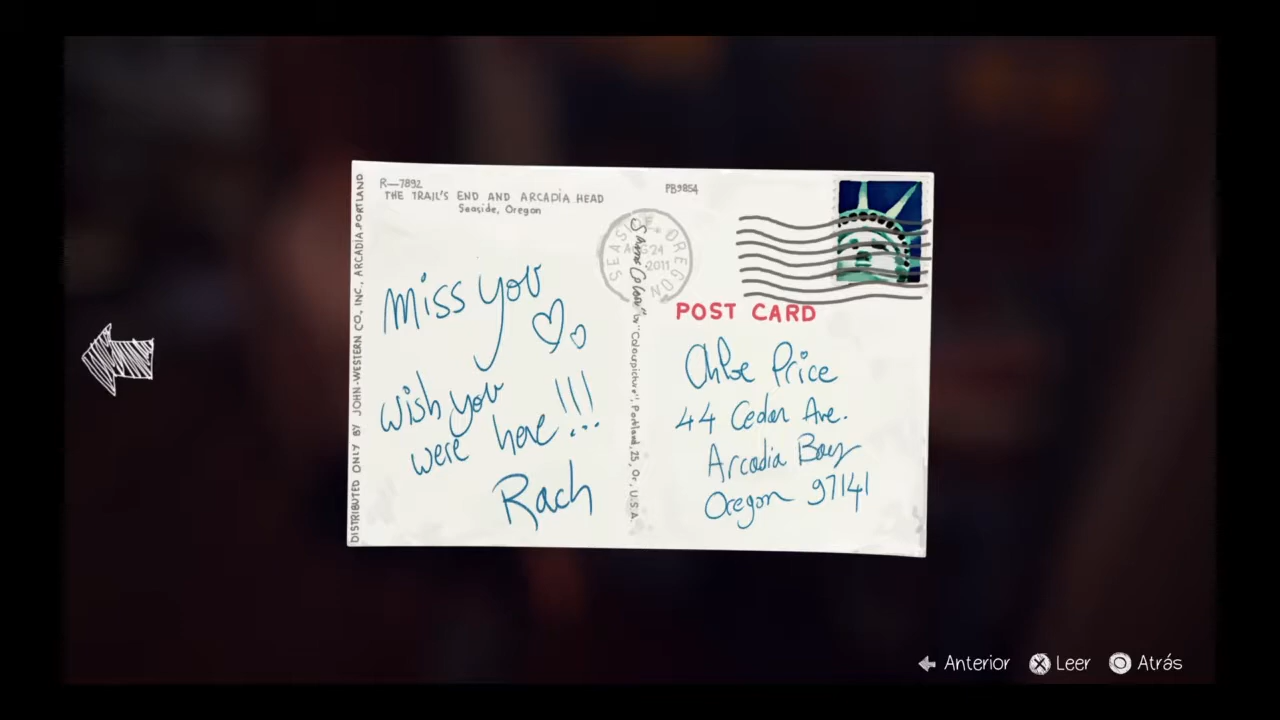 R-7892
THE TRAIL'S END AND ARCADIA HEAD
Seaside, Oregon
PB9854
DISTRIBUTED ONLY BY JOHN-WESTERN CO., INC., ARCADIA-PORTLAND
SEASIDE OREGON
AUG 24
2011
"Colourpicture", Portland, 25, Or, U.S.A.
POST CARD
Miss you
wish you
were here!!!
Rach
Chloe Price
44 Cedar Ave.
Arcadia Bay
Oregon 97141
Anterior
Leer
Atrás